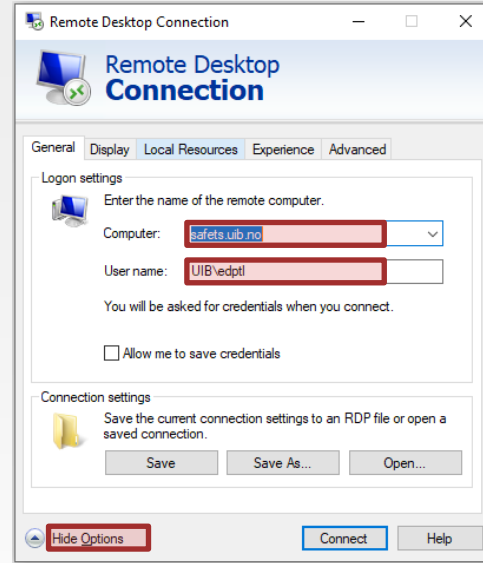 Remote Desktop Connection
Remote Desktop
Connection
General Display Local Resources Experience Advanced
Logon settings
Enter the name of the remote computer.
Computer: safets.uib.no
User name: UIB\edptl
You will be asked for credentials when you connect.
Allow me to save credentials
Connection settings
Save the current connection settings to an RDP file or open a
saved connection.
Save Save As... Open...
Hide Options Connect Help